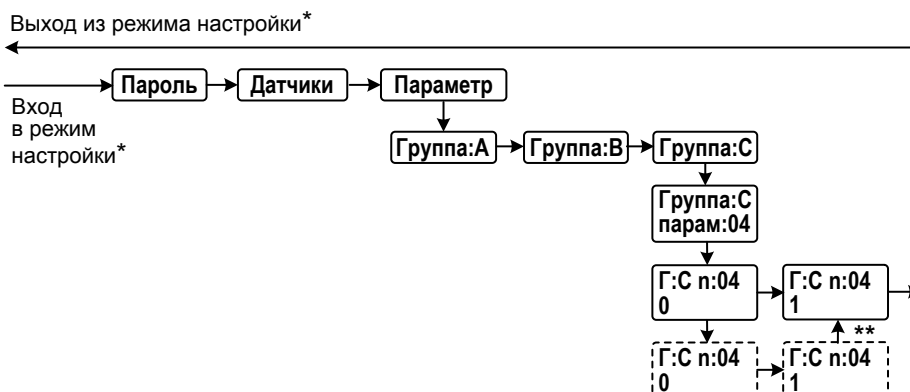 Выход из режима настройки*
Пароль
Датчики
Параметр
Вход
в режим
настройки*
Группа:A
Группа:B
Группа:C
Группа:C
парам:04
Г:C n:04
0
Г:C n:04
1
**
Г:C n:04
0
Г:C n:04
1